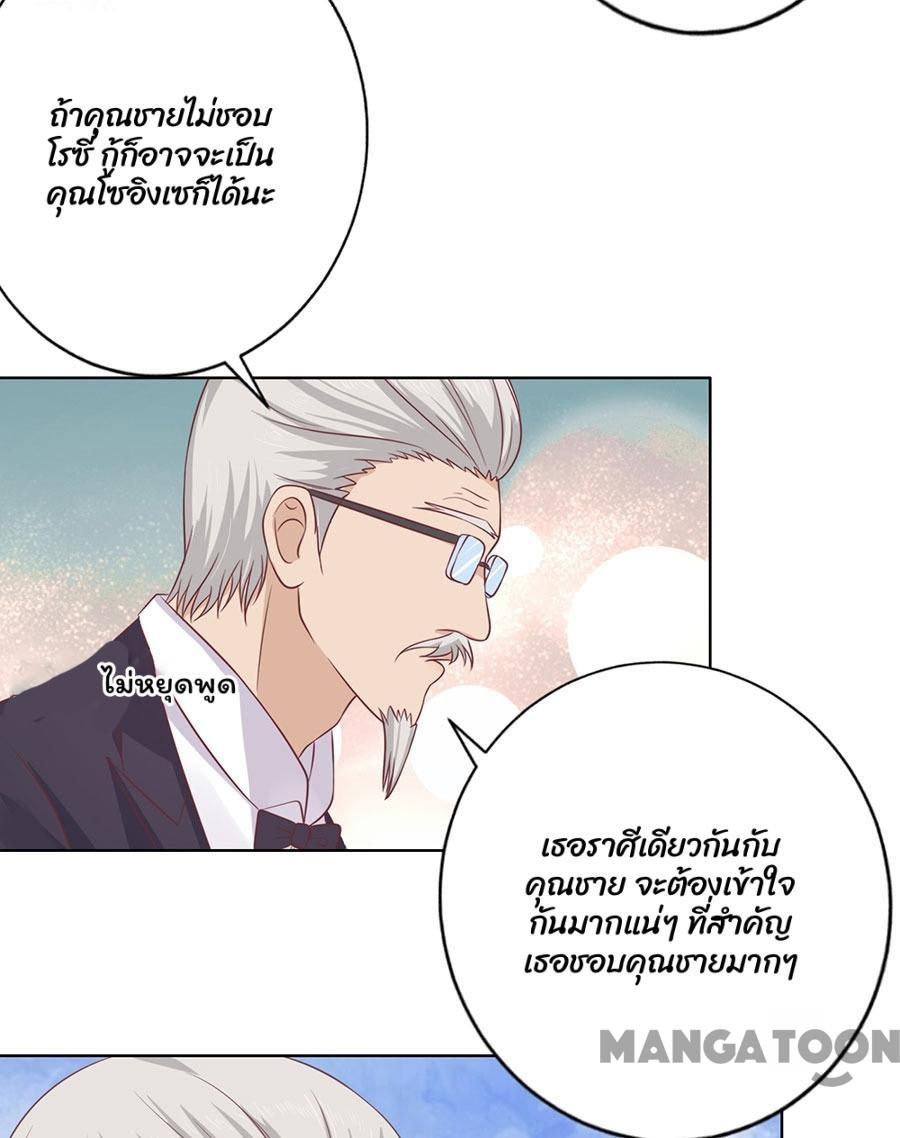 ถ้าคุณชายไม่ชอบ
โรซี่ กู้ก็อาจจะเป็น
คุณโซอิงเซก็ได้นะ
ไม่หยุดพูด
เธอราศีเดียวกันกับ
คุณชาย จะต้องเข้าใจ
กันมากแน่ๆ ที่สำคัญ
เธอชอบคุณชายมากๆ
MANGATOON